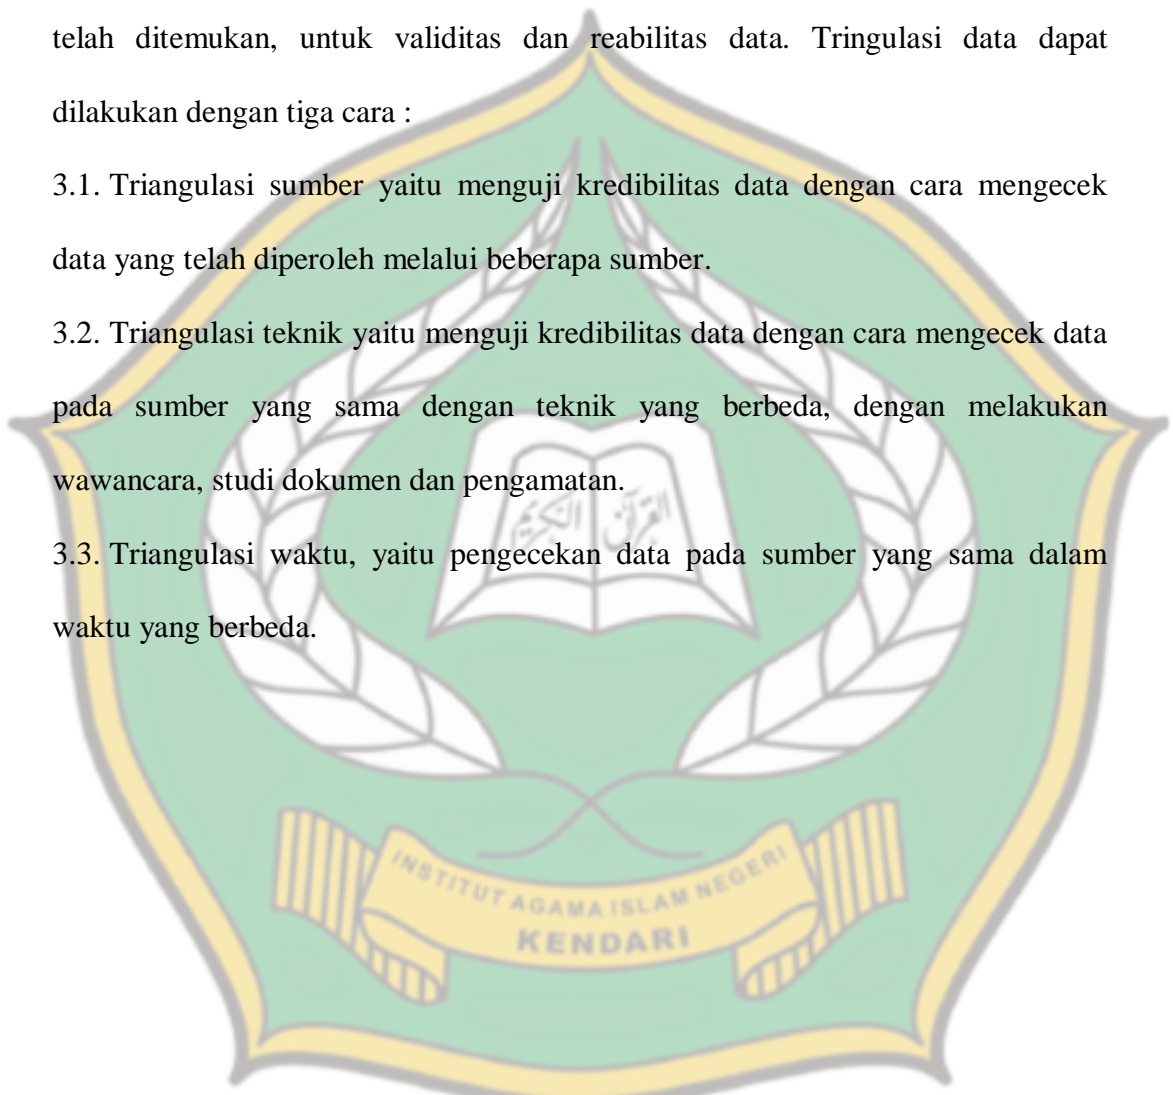 telah ditemukan, untuk validitas dan reabilitas data. Tringulasi data dapat
dilakukan dengan tiga cara :
3.1. Triangulasi sumber yaitu menguji kredibilitas data dengan cara mengecek
data yang telah diperoleh melalui beberapa sumber.
3.2. Triangulasi teknik yaitu menguji kredibilitas data dengan cara mengecek data
pada sumber yang sama dengan teknik yang berbeda, dengan melakukan
wawancara, studi dokumen dan pengamatan.
القرآن الكريم
3.3. Triangulasi waktu, yaitu pengecekan data pada sumber yang sama dalam
waktu yang berbeda.
INSTITUT AGAMA ISLAM NEGERI
KENDARI